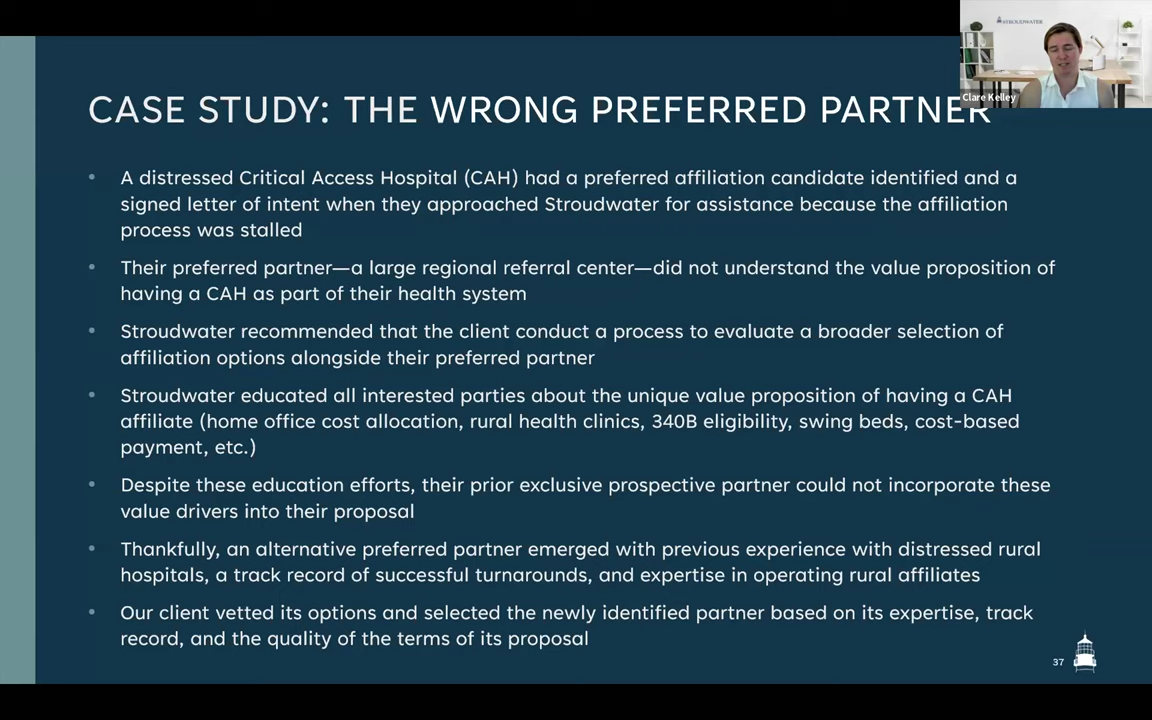 STROUDWATER
Clare Kelley
CASE STUDY: THE WRONG PREFERRED PARTNER
• A distressed Critical Access Hospital (CAH) had a preferred affiliation candidate identified and a
signed letter of intent when they approached Stroudwater for assistance because the affiliation
process was stalled
• Their preferred partner—a large regional referral center—did not understand the value proposition of
having a CAH as part of their health system
• Stroudwater recommended that the client conduct a process to evaluate a broader selection of
affiliation options alongside their preferred partner
• Stroudwater educated all interested parties about the unique value proposition of having a CAH
affiliate (home office cost allocation, rural health clinics, 340B eligibility, swing beds, cost-based
payment, etc.)
• Despite these education efforts, their prior exclusive prospective partner could not incorporate these
value drivers into their proposal
• Thankfully, an alternative preferred partner emerged with previous experience with distressed rural
hospitals, a track record of successful turnarounds, and expertise in operating rural affiliates
• Our client vetted its options and selected the newly identified partner based on its expertise, track
record, and the quality of the terms of its proposal
37